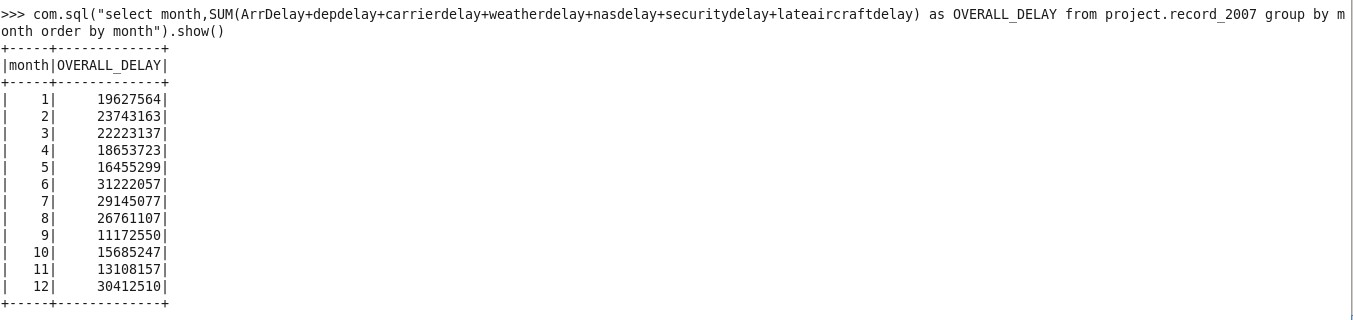 >>> com.sql("select month,SUM(ArrDelay+depdelay+carrierdelay+weatherdelay+nasdelay+securitydelay+lateaircraftdelay) as OVERALL_DELAY from project.record_2007 group by m
onth order by month").show()
+-----+-------------+
|month|OVERALL_DELAY|
+-----+-------------+
|    1|     19627564|
|    2|     23743163|
|    3|     22223137|
|    4|     18653723|
|    5|     16455299|
|    6|     31222057|
|    7|     29145077|
|    8|     26761107|
|    9|     11172550|
|   10|     15685247|
|   11|     13108157|
|   12|     30412510|
+-----+-------------+